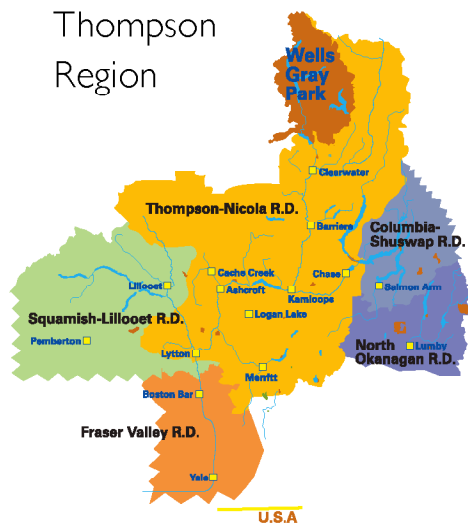 Thompson
Region
Wells
Gray
Park
Clearwater
Thompson-Nicola R.D.
Barriere
Columbia-
Shuswap R.D.
Cache Creek
Chase
Lillooet
Ashcroft
Kamloops
Salmon Arm
Logan Lake
Squamish-Lillooet R.D.
Pemberton
Lytton
North
Okanagan R.D.
Lumby
Merritt
Boston Bar
Fraser Valley R.D.
Yale
U.S.A